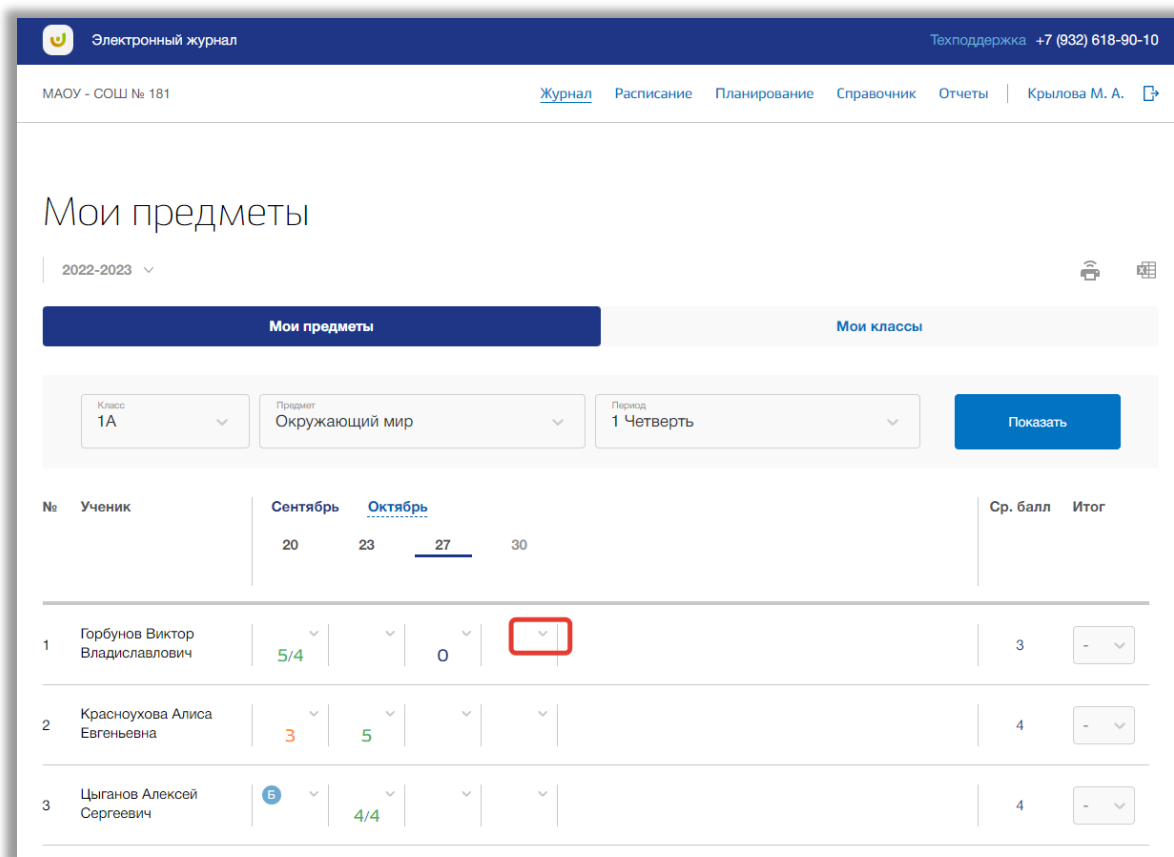 Электронный журнал Техподдержка +7 (932) 618-90-10
МАОУ - СОШ № 181 Журнал Расписание Планирование Справочник Отчеты Крылова М. А.
Мои предметы
2022-2023
Мои предметы Мои классы
Класс Предмет Период
1А Окружающий мир 1 Четверть Показать
№ Ученик Сентябрь Октябрь Ср. балл Итог
20 23 27 30
1 Горбунов Виктор Владиславович 5/4 0 3 -
2 Красноухова Алиса Евгеньевна 3 5 4 -
3 Цыганов Алексей Сергеевич Б 4/4 4 -